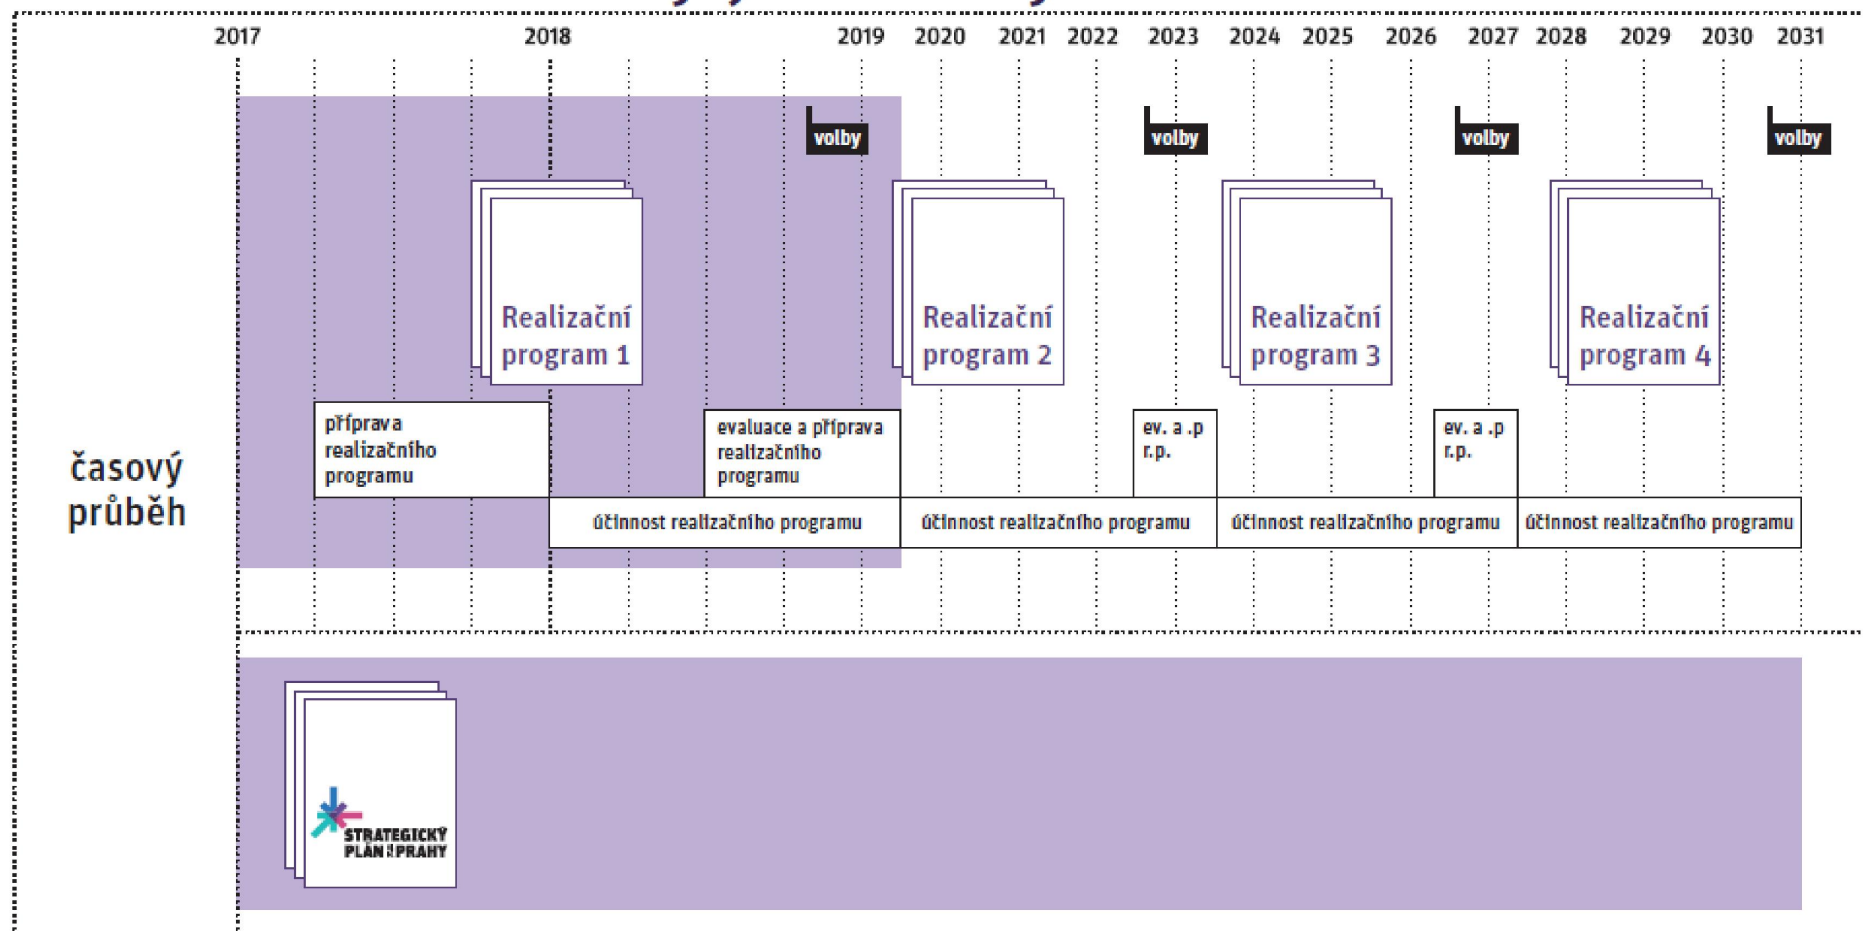 2017 2018 2019 2020 2021 2022 2023 2024 2025 2026 2027 2028 2029 2030 2031
volby volby volby volby
Realizační
program 1
Realizační
program 2
Realizační
program 3
Realizační
program 4
příprava
realizačního
programu
evaluace a příprava
realizačního
programu
ev. a .p
r.p.
ev. a .p
r.p.
časový
průběh
účinnost realizačního programu účinnost realizačního programu účinnost realizačního programu účinnost realizačního programu
STRATEGICKÝ
PLÁN PRAHY